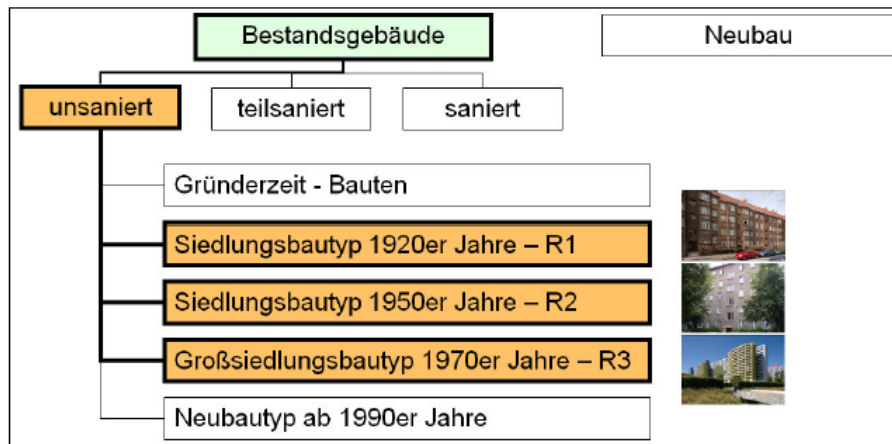 Bestandsgebäude
Neubau
unsaniert
teilsaniert
saniert
Gründerzeit - Bauten
Siedlungsbautyp 1920er Jahre – R1
Siedlungsbautyp 1950er Jahre – R2
Großsiedlungsbautyp 1970er Jahre – R3
Neubautyp ab 1990er Jahre